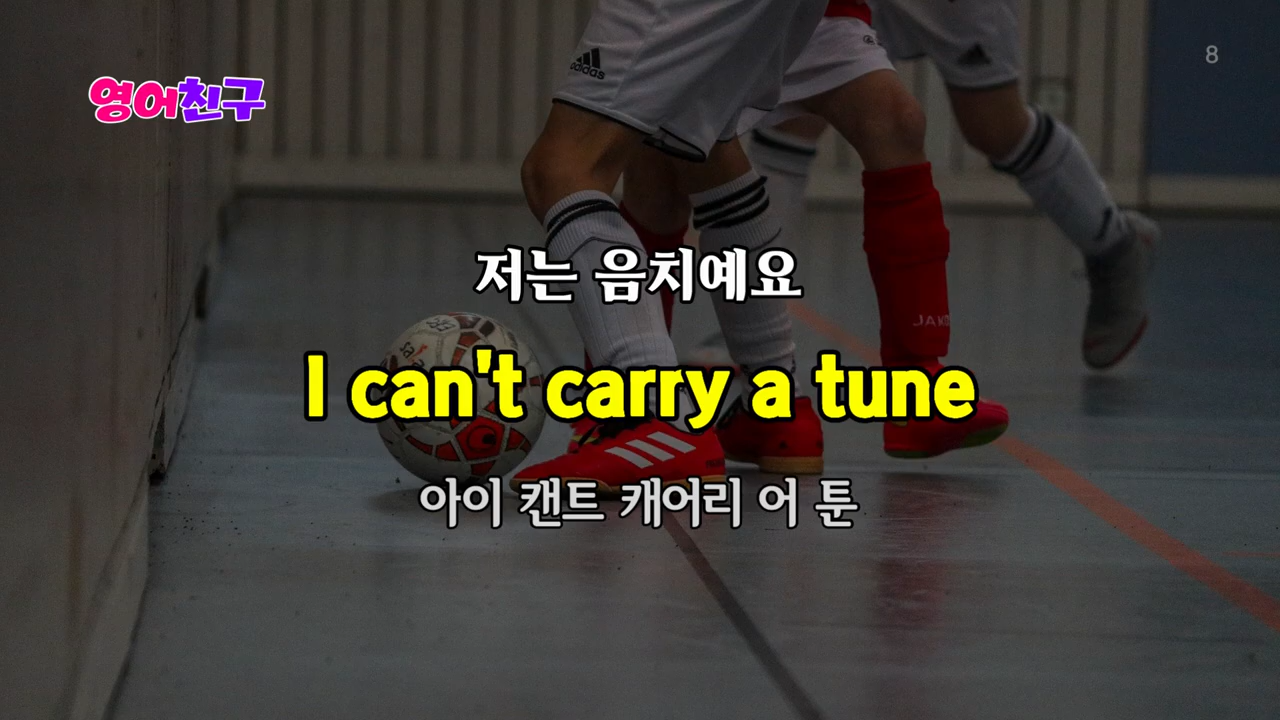 8
영어친구
adidas
저는 음치예요
I can't carry a tune
아이 캔트 캐어리 어 툰